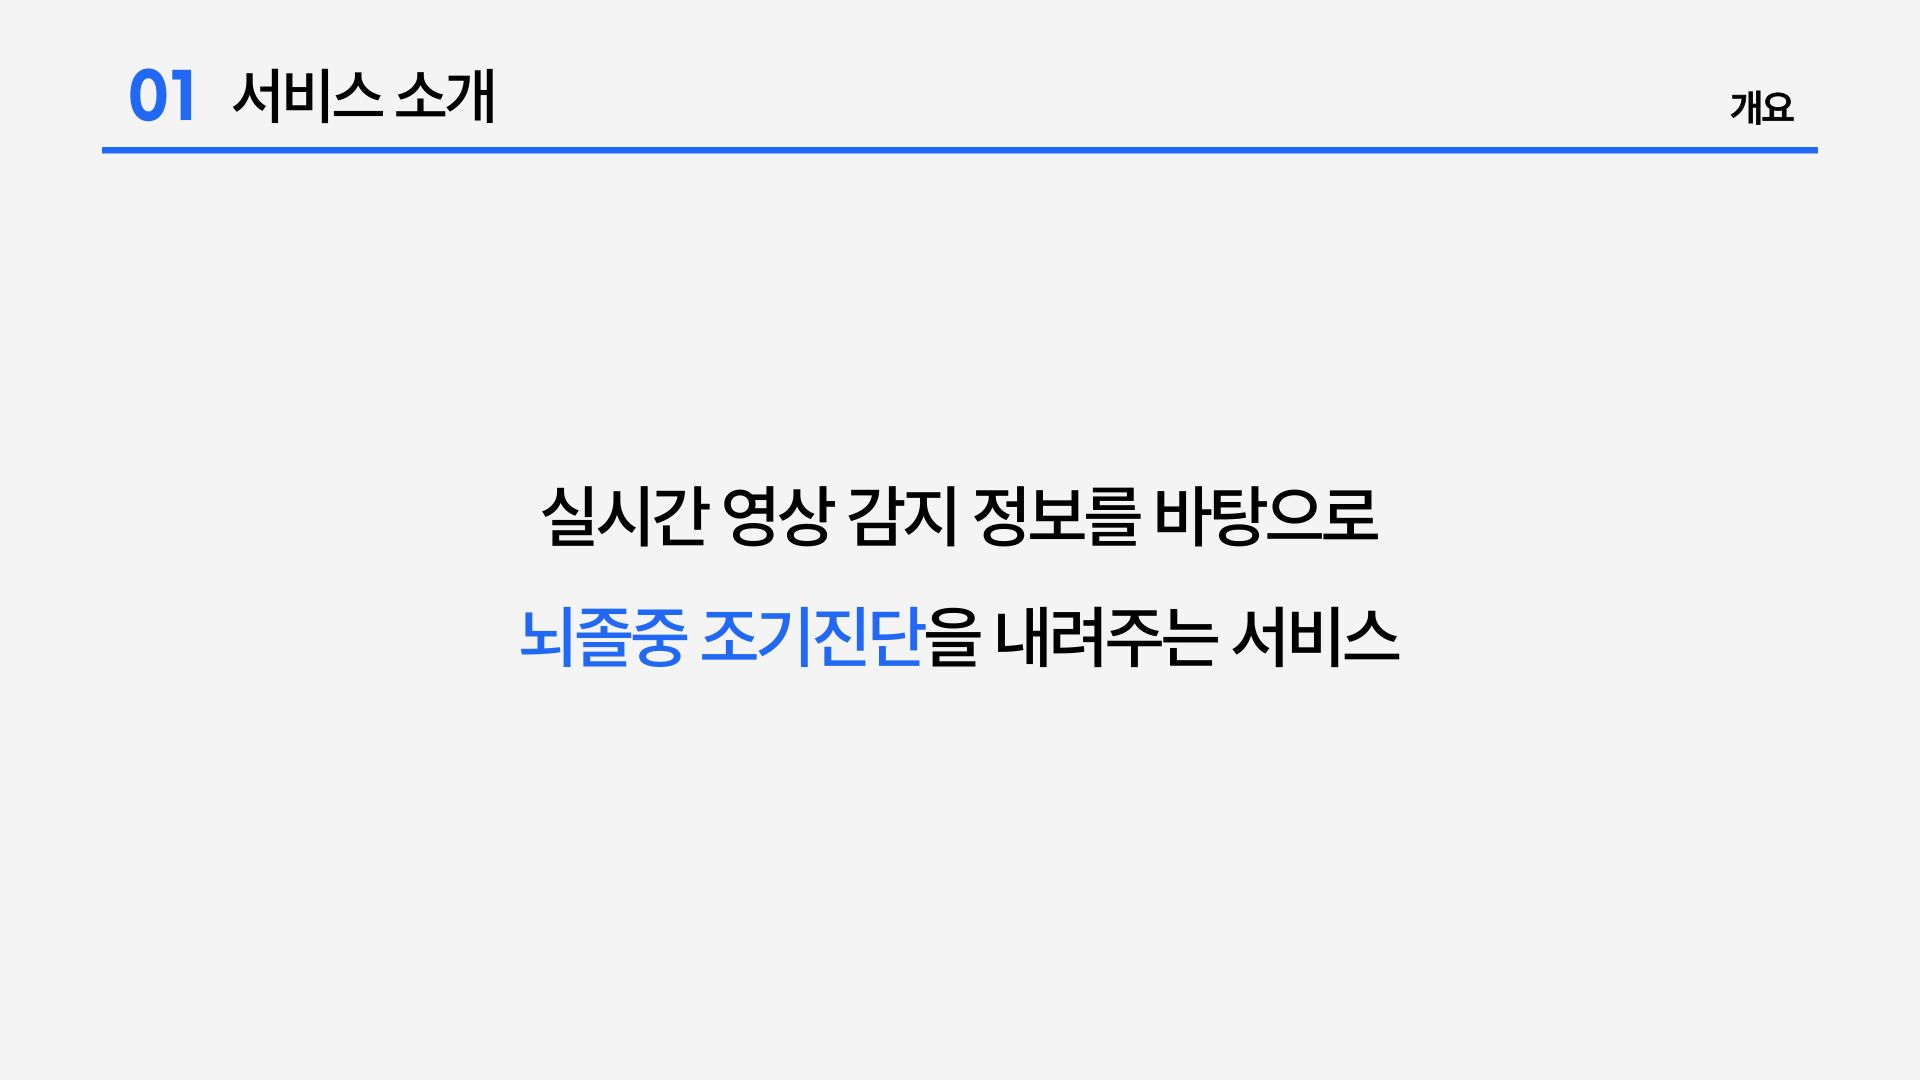 01 서비스 소개
개요
실시간 영상 감지 정보를 바탕으로
뇌졸중 조기진단을 내려주는 서비스